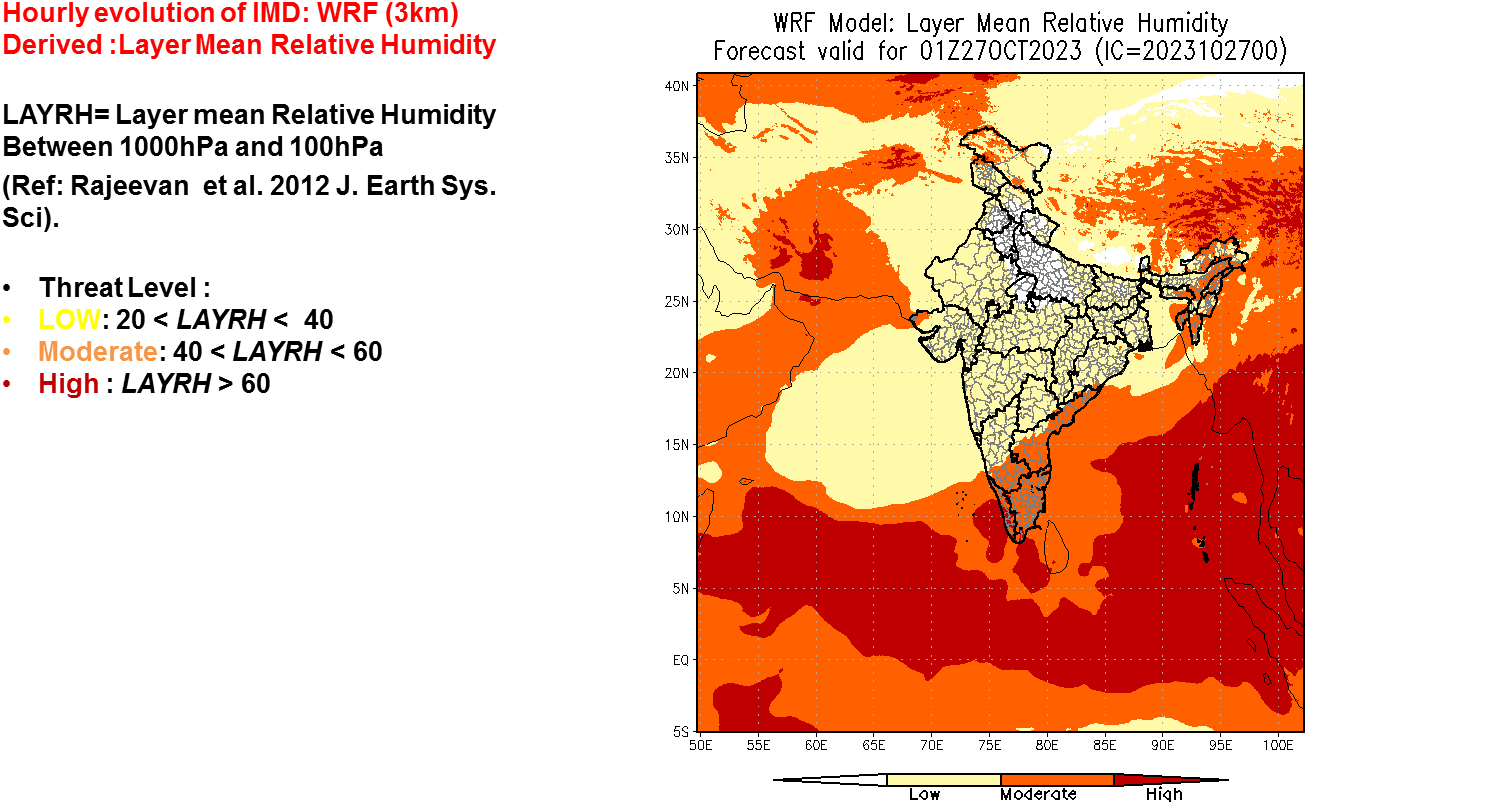 Hourly evolution of IMD: WRF (3km)
Derived :Layer Mean Relative Humidity
LAYRH= Layer mean Relative Humidity
Between 1000hPa and 100hPa
(Ref: Rajeevan et al. 2012 J. Earth Sys.
Sci).
• Threat Level :
• LOW: 20 < LAYRH < 40
• Moderate: 40 < LAYRH < 60
• High : LAYRH > 60
WRF Model: Layer Mean Relative Humidity
Forecast valid for 01Z27OCT2023 (IC=2023102700)
40N
35N
30N
25N
20N
15N
10N
5N
EQ
5S
50E 55E 60E 65E 70E 75E 80E 85E 90E 95E 100E
Low Moderate High